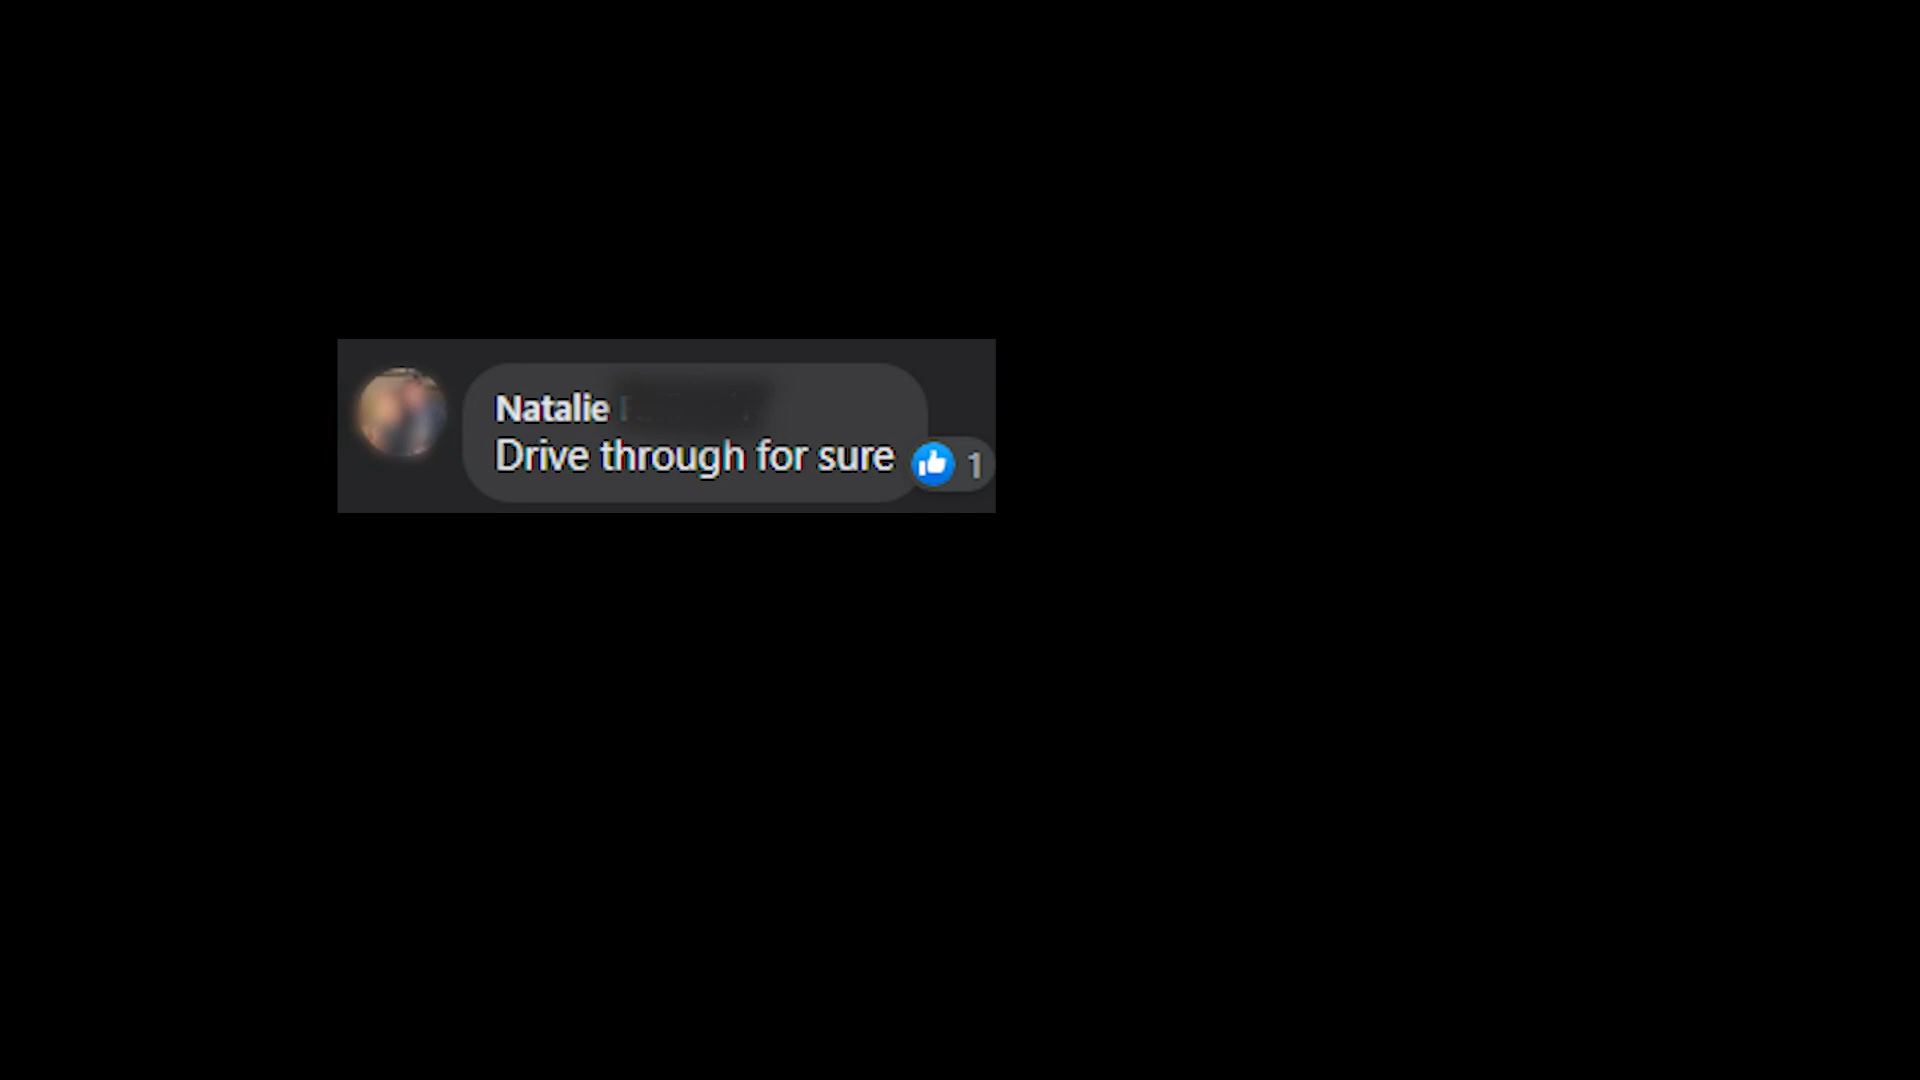 Natalie
Drive through for sure
1